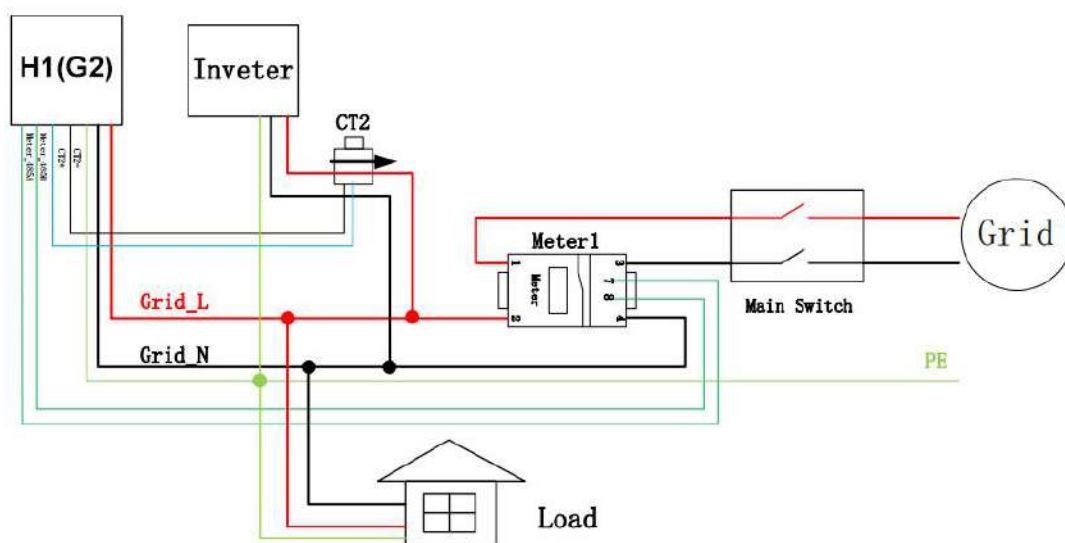 H1(G2)
Inveter
CT2
Meter_485A
Meter_485B
CT2+
CT2-
Grid
Meter1
1
3
Meter
7
8
2
4
Main Switch
Grid_L
Grid_N
PE
Load